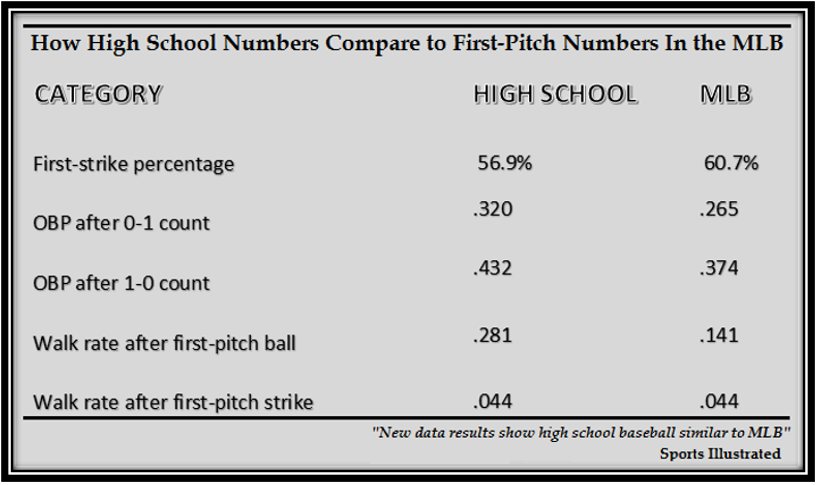 How High School Numbers Compare to First-Pitch Numbers In the MLB
CATEGORY HIGH SCHOOL MLB
First-strike percentage 56.9% 60.7%
OBP after 0-1 count .320 .265
OBP after 1-0 count .432 .374
Walk rate after first-pitch ball .281 .141
Walk rate after first-pitch strike .044 .044
"New data results show high school baseball similar to MLB"
Sports Illustrated